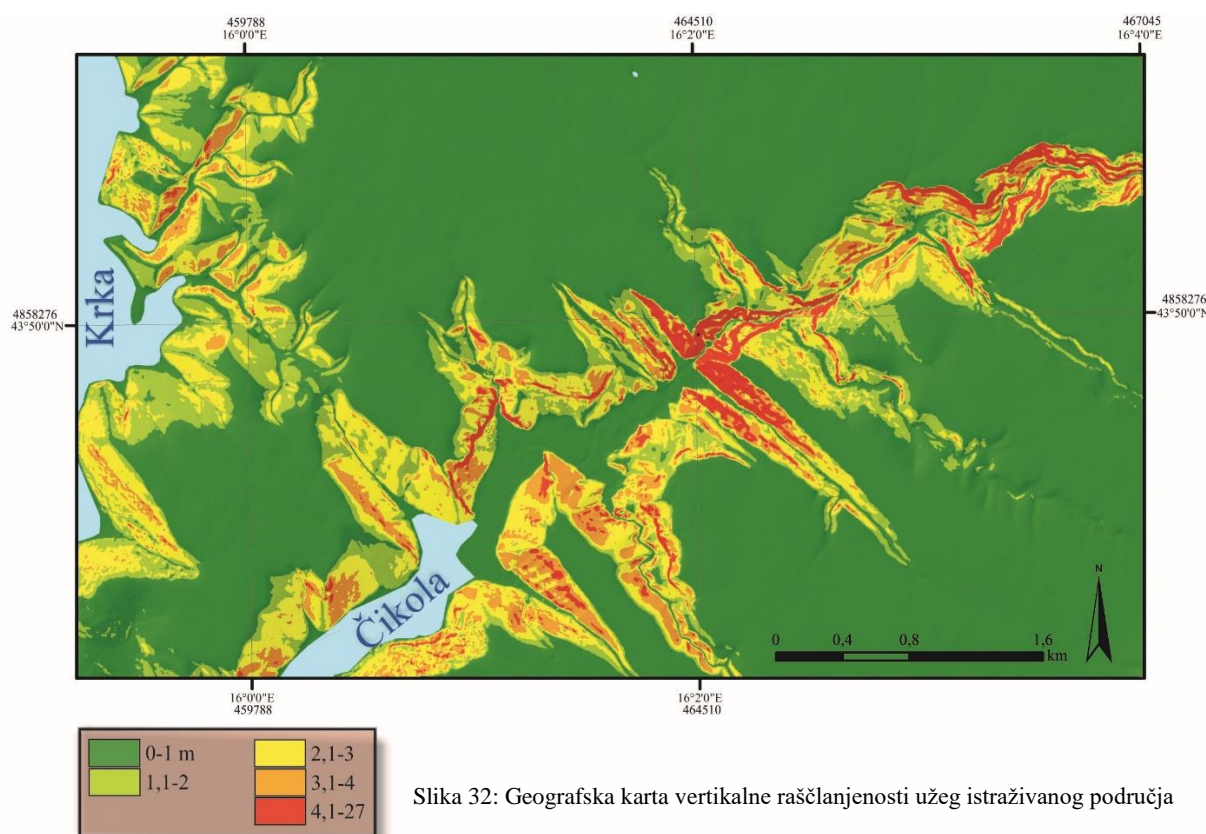 459788
16°0'0"E
464510
16°2'0"E
467045
16°4'0"E
4858276
43°50'0"N
4858276
43°50'0"N
Krka
Čikola
N
0 0,4 0,8 1,6
km
16°0'0"E
459788
16°2'0"E
464510
0-1 m
1,1-2
2,1-3
3,1-4
4,1-27
Slika 32: Geografska karta vertikalne raščlanjenosti užeg istraživanog područja